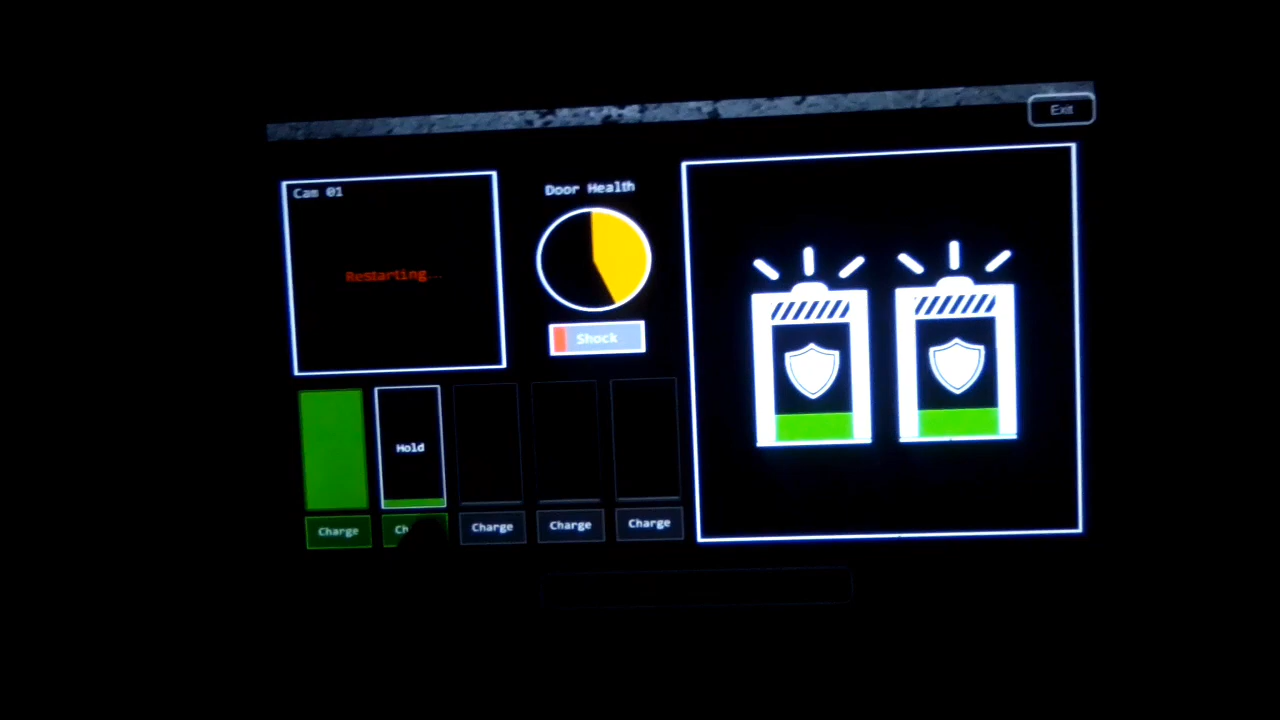 Exit
Cam 01
Door Health
Restarting...
Shock
Hold
Charge
Charge
Charge
Charge